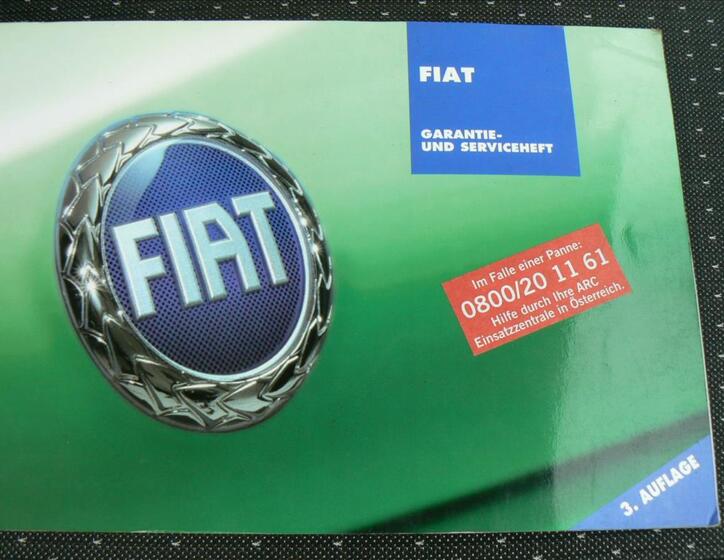 FIAT
GARANTIE-
UND SERVICEHEFT
FIAT
Im Falle einer Panne:
0800/20 11 61
Hilfe durch Ihre ARC
Einsatzzentrale in Österreich.
3. AUFLAGE